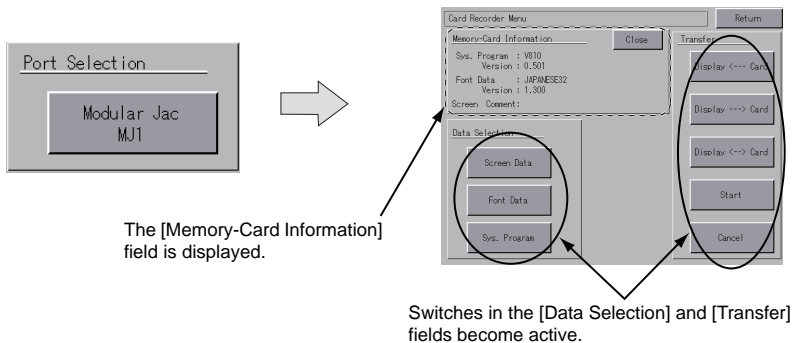 Port Selection
Modular Jac
MJ1
The [Memory-Card Information]
field is displayed.
Card Recorder Menu
Return
Memory-Card Information
Close
Sys. Program : V810
Version : 0.501
Font Data : JAPANESE32
Version : 1.300
Screen Comment:
Data Selection
Screen Data
Font Data
Sys. Program
Transfer
Display <--- Card
Display ---> Card
Display <--> Card
Start
Cancel
Switches in the [Data Selection] and [Transfer]
fields become active.